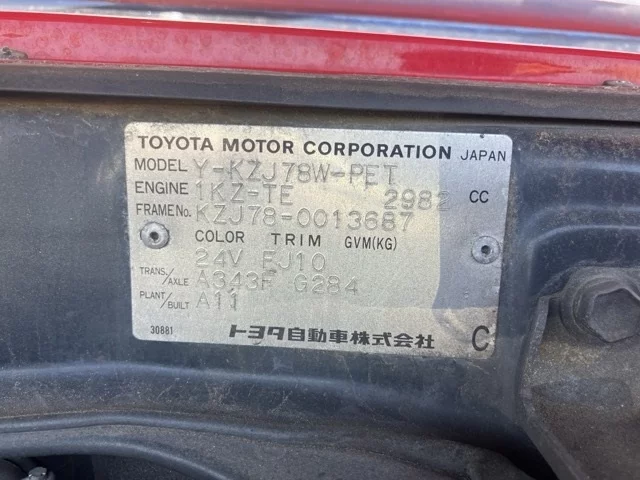 TOYOTA MOTOR CORPORATION JAPAN
MODEL Y-KZJ78W-PET
ENGINE 1KZ-TE 2982 CC
FRAME No. KZJ78-0013687
COLOR TRIM GVM(KG)
24V FJ10
TRANS./AXLE A343F G284
PLANT/BUILT A11
30881 トヨタ自動車株式会社 C